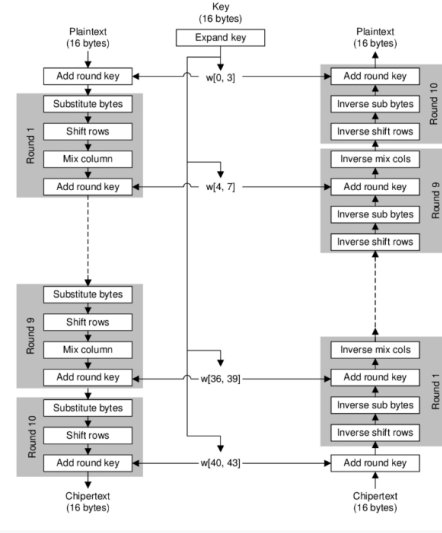 Key
(16 bytes)
Expand key
Plaintext
(16 bytes)
Add round key
Round 1
Substitute bytes
Shift rows
Mix column
Add round key
Round 9
Substitute bytes
Shift rows
Mix column
Add round key
Round 10
Substitute bytes
Shift rows
Add round key
Chipertext
(16 bytes)
w[0, 3]
w[4, 7]
w[36, 39]
w[40, 43]
Plaintext
(16 bytes)
Add round key
Inverse sub bytes
Inverse shift rows
Round 10
Inverse mix cols
Add round key
Inverse sub bytes
Inverse shift rows
Round 9
Inverse mix cols
Add round key
Inverse sub bytes
Inverse shift rows
Round 1
Add round key
Chipertext
(16 bytes)